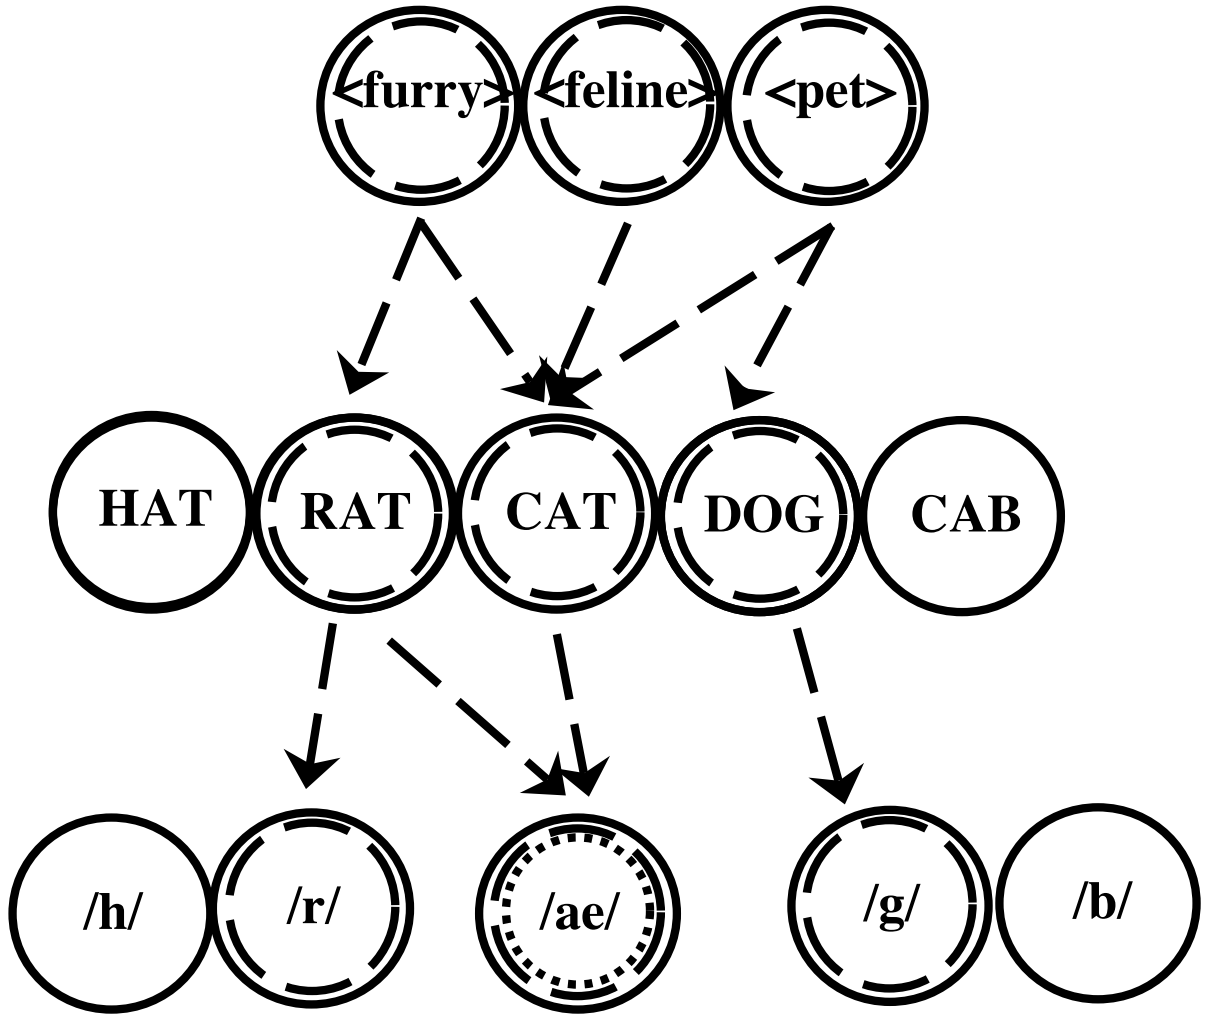 <furry> <feline> <pet>
HAT RAT CAT DOG CAB
/h/ /r/ /ae/ /g/ /b/